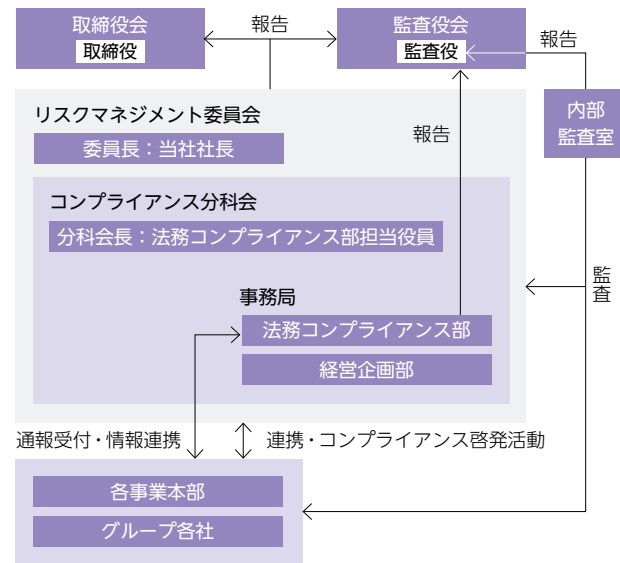 取締役会
取締役
報告
監査役会
監査役
報告
内部
監査室
リスクマネジメント委員会
委員長：当社社長
報告
コンプライアンス分科会
分科会長：法務コンプライアンス部担当役員
監査
事務局
法務コンプライアンス部
経営企画部
通報受付・情報連携
連携・コンプライアンス啓発活動
各事業本部
グループ各社